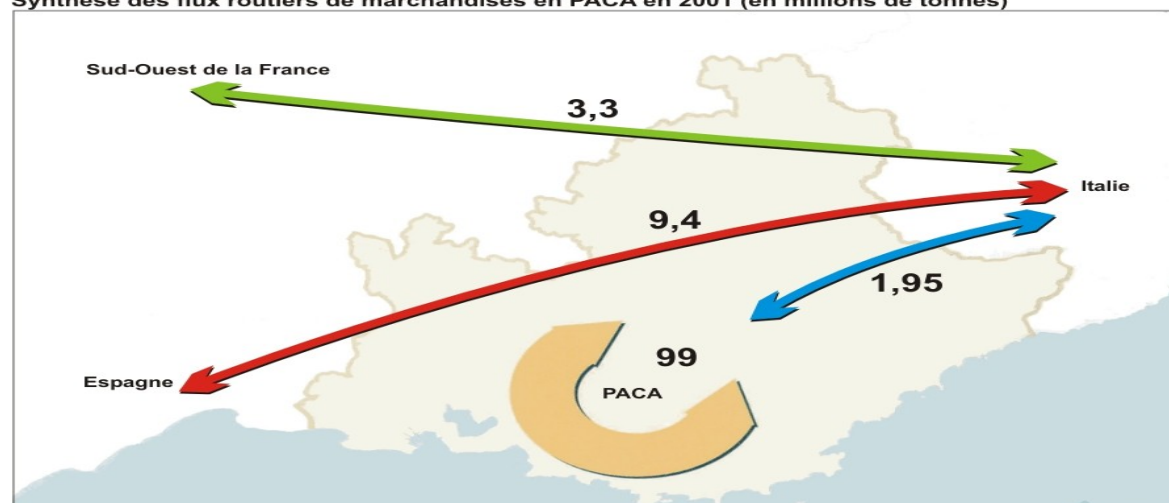 Synthèse des flux routiers de marchandises en PACA en 2001 (en millions de tonnes)
Sud-Ouest de la France
3,3
Italie
9,4
1,95
99
Espagne
PACA